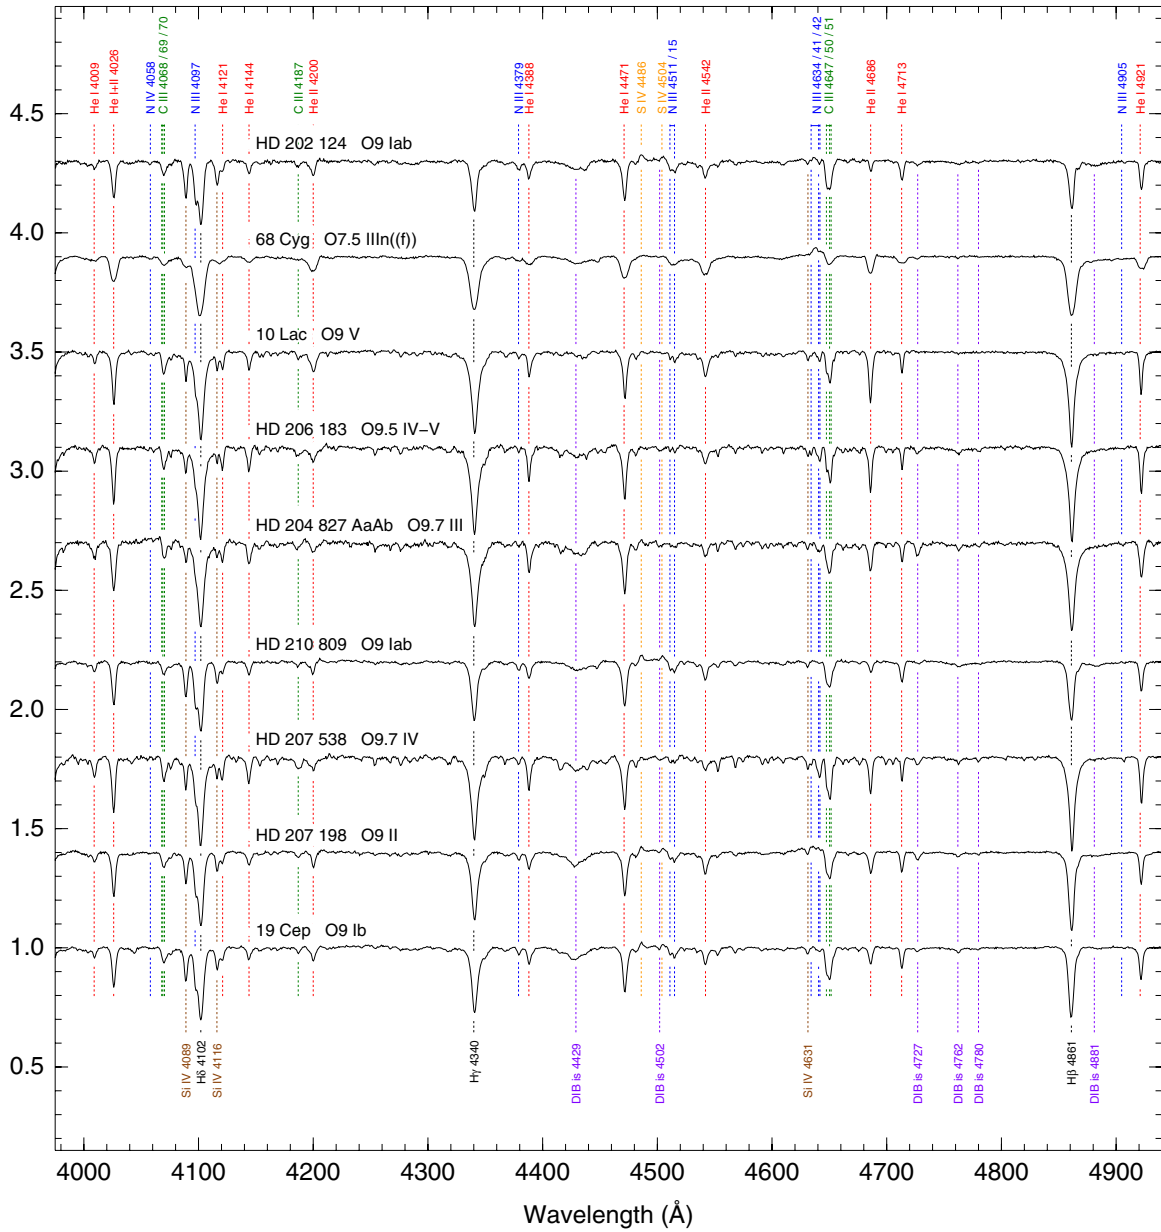 He I 4009
He I+II 4026
N IV 4058
C III 4068 / 69 / 70
N III 4097
He I 4121
He I 4144
C III 4187
He II 4200
N III 4379
He I 4388
He I 4471
S IV 4486
S IV 4504
N III 4511 / 15
He II 4542
N III 4634 / 41 / 42
C III 4647 / 50 / 51
He II 4686
He I 4713
N III 4905
He I 4921
4.5
HD 202 124 O9 Iab
4.0
68 Cyg O7.5 IIIn((f))
10 Lac O9 V
3.5
HD 206 183 O9.5 IV–V
3.0
HD 204 827 AaAb O9.7 III
2.5
HD 210 809 O9 Iab
2.0
HD 207 538 O9.7 IV
1.5
HD 207 198 O9 II
19 Cep O9 Ib
1.0
0.5
Si IV 4089
Hδ 4102
Si IV 4116
Hγ 4340
DIB is 4429
DIB is 4502
Si IV 4631
DIB is 4727
DIB is 4762
DIB is 4780
Hβ 4861
DIB is 4881
4000 4100 4200 4300 4400 4500 4600 4700 4800 4900
Wavelength (Å)